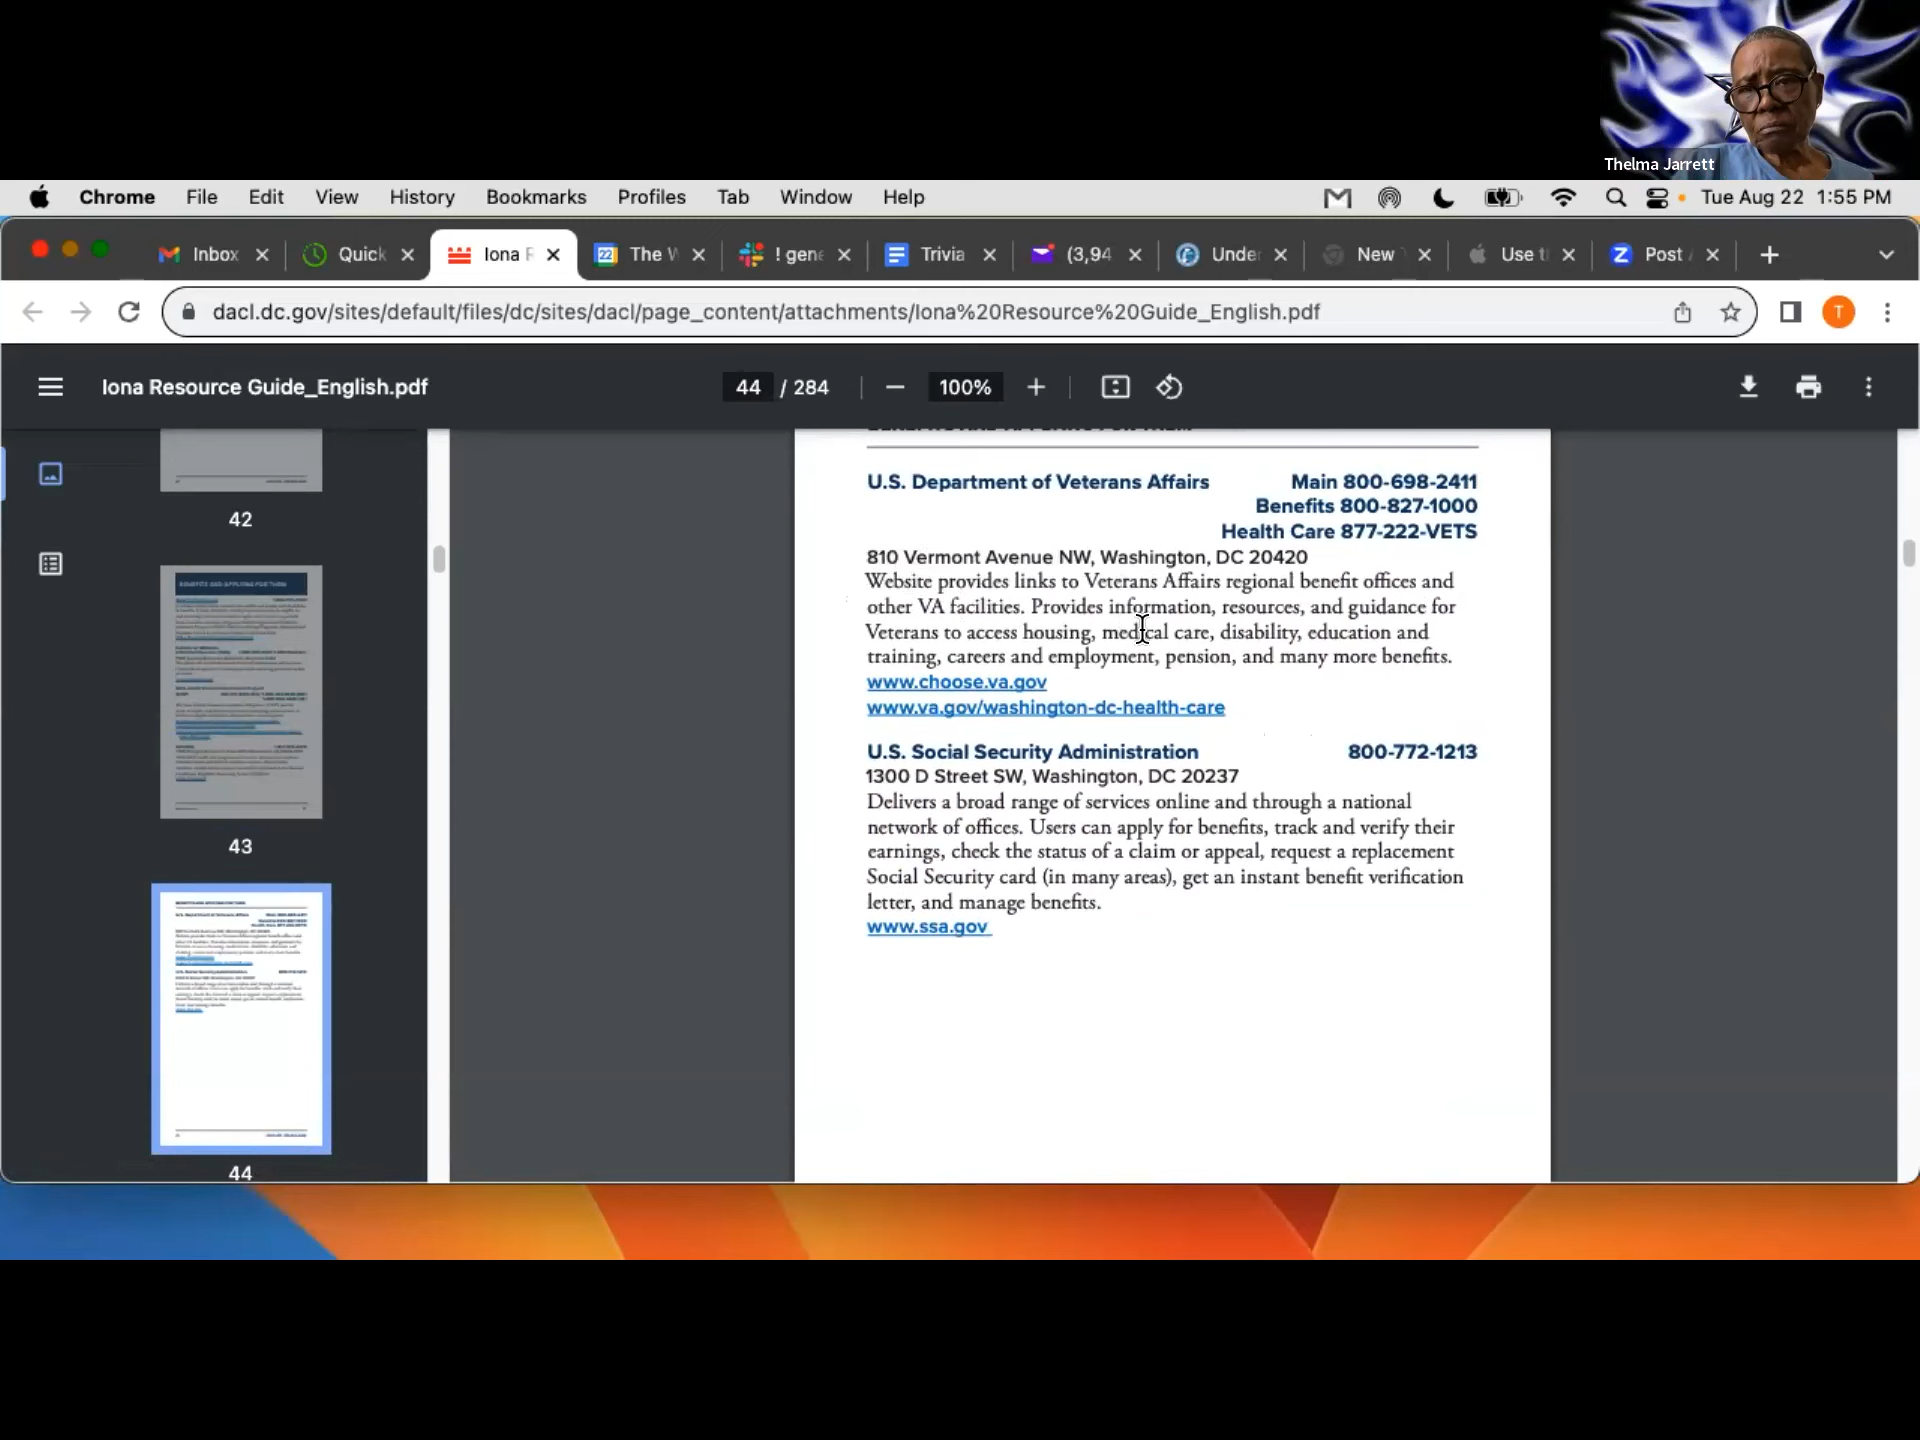 Thelma Jarrett
Chrome File Edit View History Bookmarks Profiles Tab Window Help Tue Aug 22 1:55 PM
Inbox Quick Iona R The W ! gene Trivia (3,94 Unde New Use t Post
dacl.dc.gov/sites/default/files/dc/sites/dacl/page_content/attachments/Iona%20Resource%20Guide_English.pdf T
Iona Resource Guide_English.pdf 44 / 284 100%
42
BENEFITS AND APPLYING FOR THEM
43
44
U.S. Department of Veterans Affairs Main 800-698-2411
Benefits 800-827-1000
Health Care 877-222-VETS
810 Vermont Avenue NW, Washington, DC 20420
Website provides links to Veterans Affairs regional benefit offices and
other VA facilities. Provides information, resources, and guidance for
Veterans to access housing, medical care, disability, education and
training, careers and employment, pension, and many more benefits.
www.choose.va.gov
www.va.gov/washington-dc-health-care
U.S. Social Security Administration 800-772-1213
1300 D Street SW, Washington, DC 20237
Delivers a broad range of services online and through a national
network of offices. Users can apply for benefits, track and verify their
earnings, check the status of a claim or appeal, request a replacement
Social Security card (in many areas), get an instant benefit verification
letter, and manage benefits.
www.ssa.gov